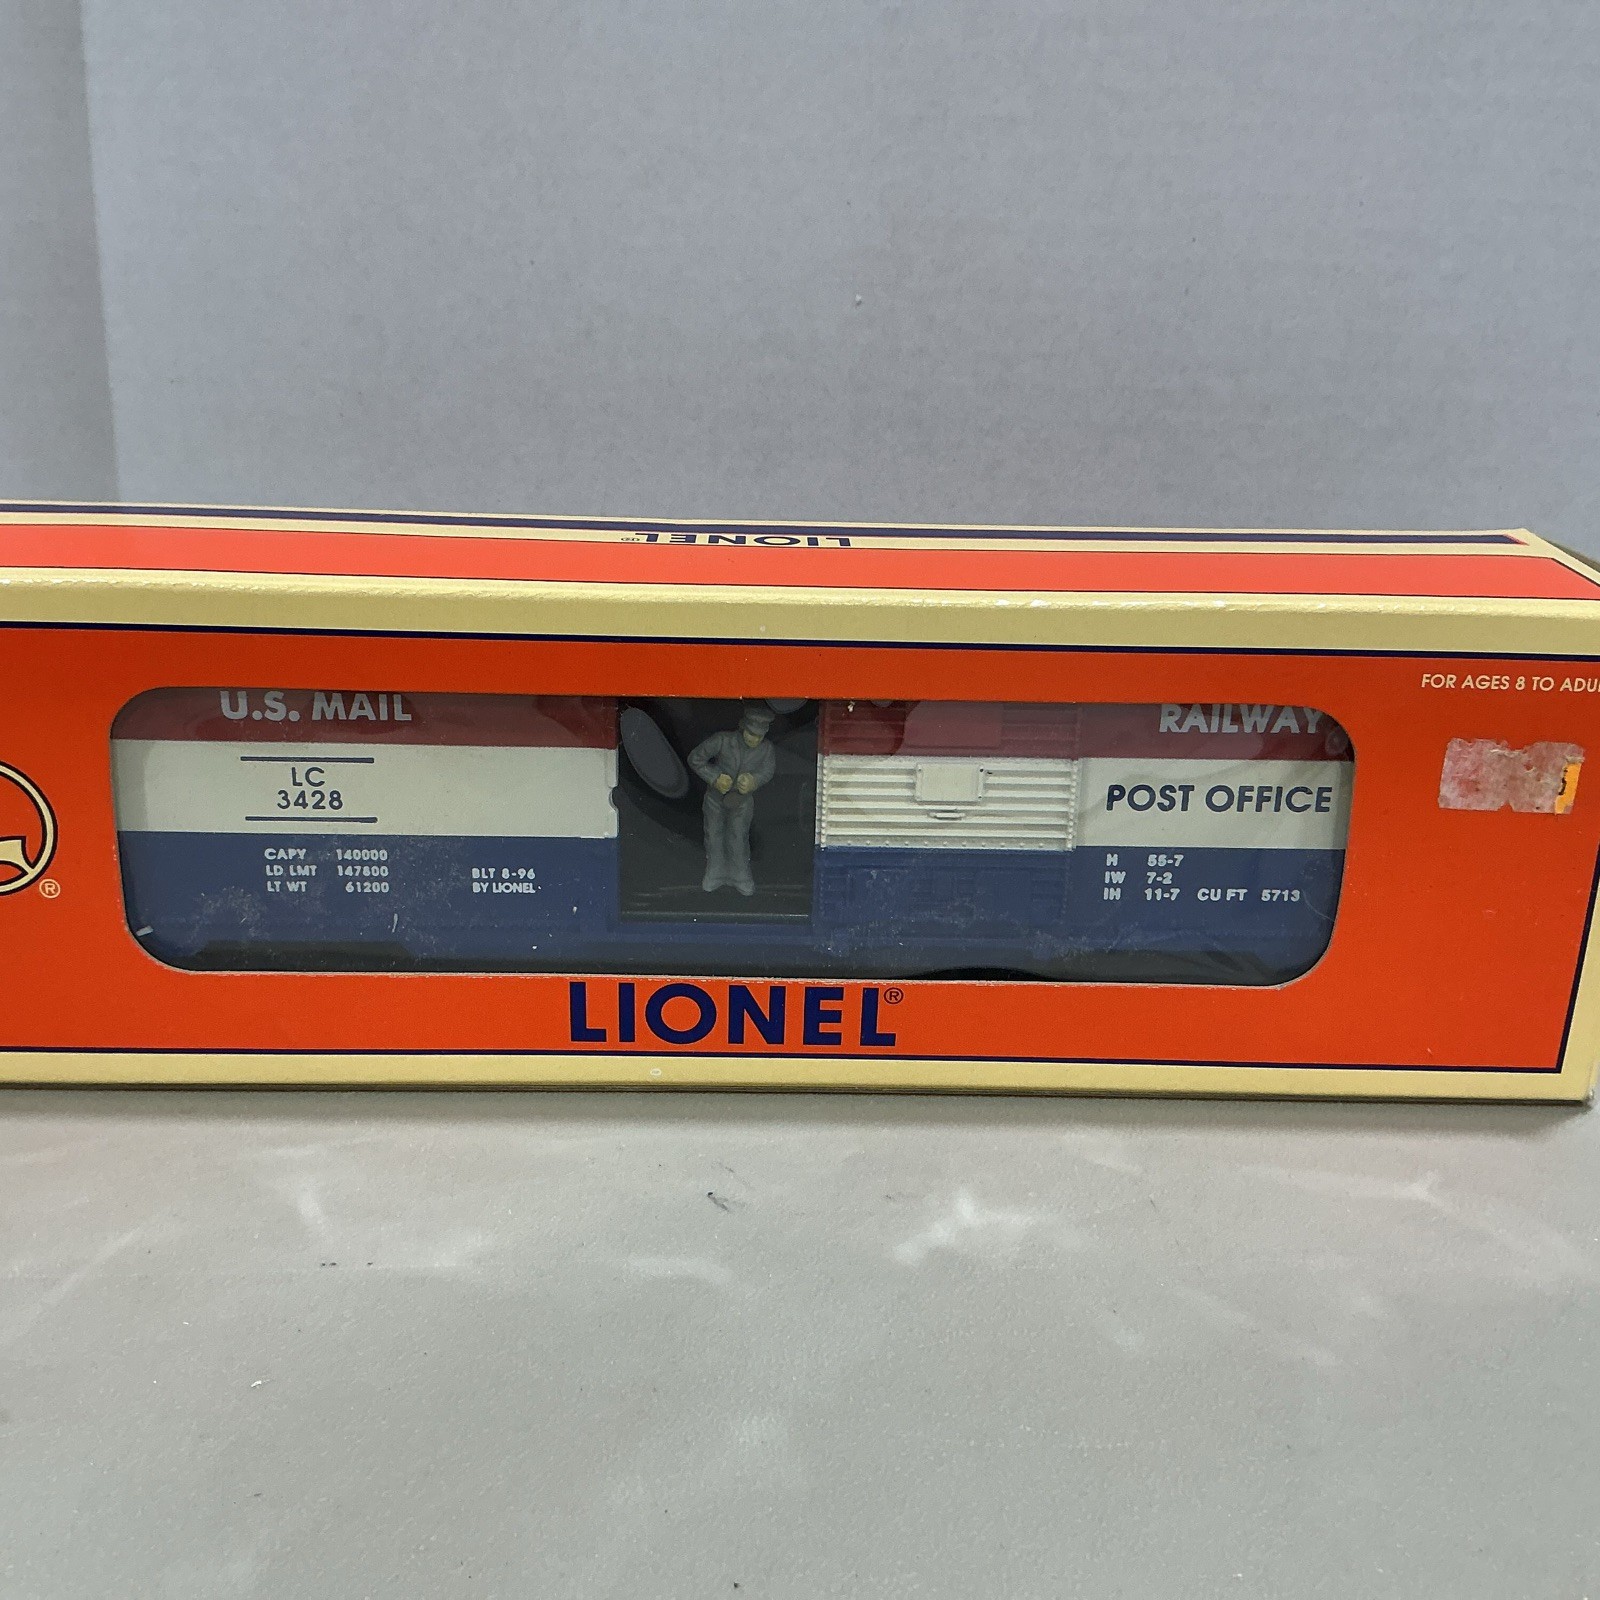 LIONEL®
FOR AGES 8 TO ADU
U.S. MAIL
LC
3428
CAPY 140000
LD LMT 147800
LT WT 61200
BLT 8-96
BY LIONEL
RAILWAY
POST OFFICE
H 55-7
IW 7-2
IH 11-7 CU FT 5713
LIONEL®
®